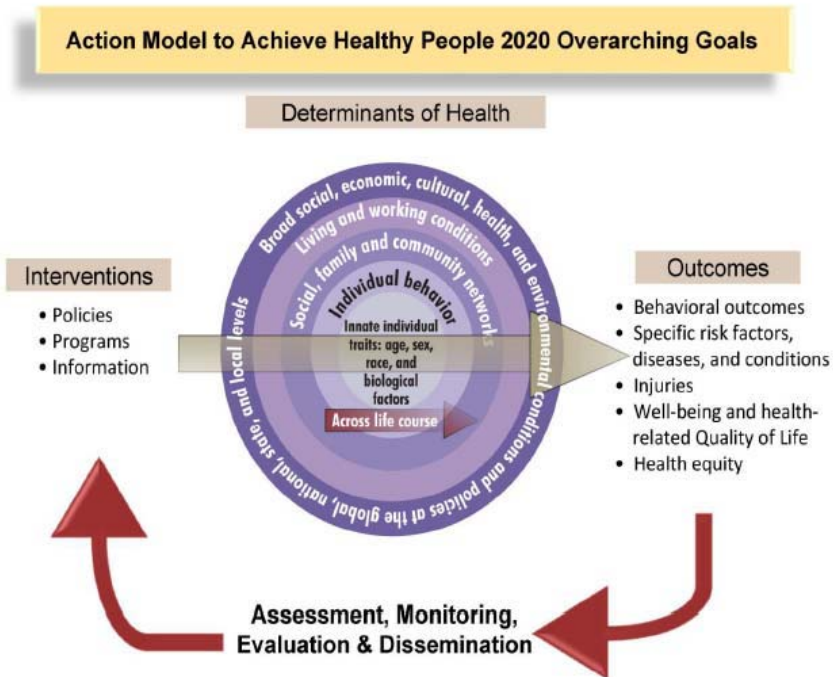 Action Model to Achieve Healthy People 2020 Overarching Goals
Determinants of Health
Broad social, economic, cultural, health, and environmental conditions and policies at the global, national, state, and local levels
Living and working conditions
Social, family and community networks
Individual behavior
Innate individual
traits: age, sex,
race, and
biological
factors
Across life course
Interventions
• Policies
• Programs
• Information
Outcomes
• Behavioral outcomes
• Specific risk factors,
diseases, and conditions
• Injuries
• Well-being and health-
related Quality of Life
• Health equity
Assessment, Monitoring,
Evaluation & Dissemination